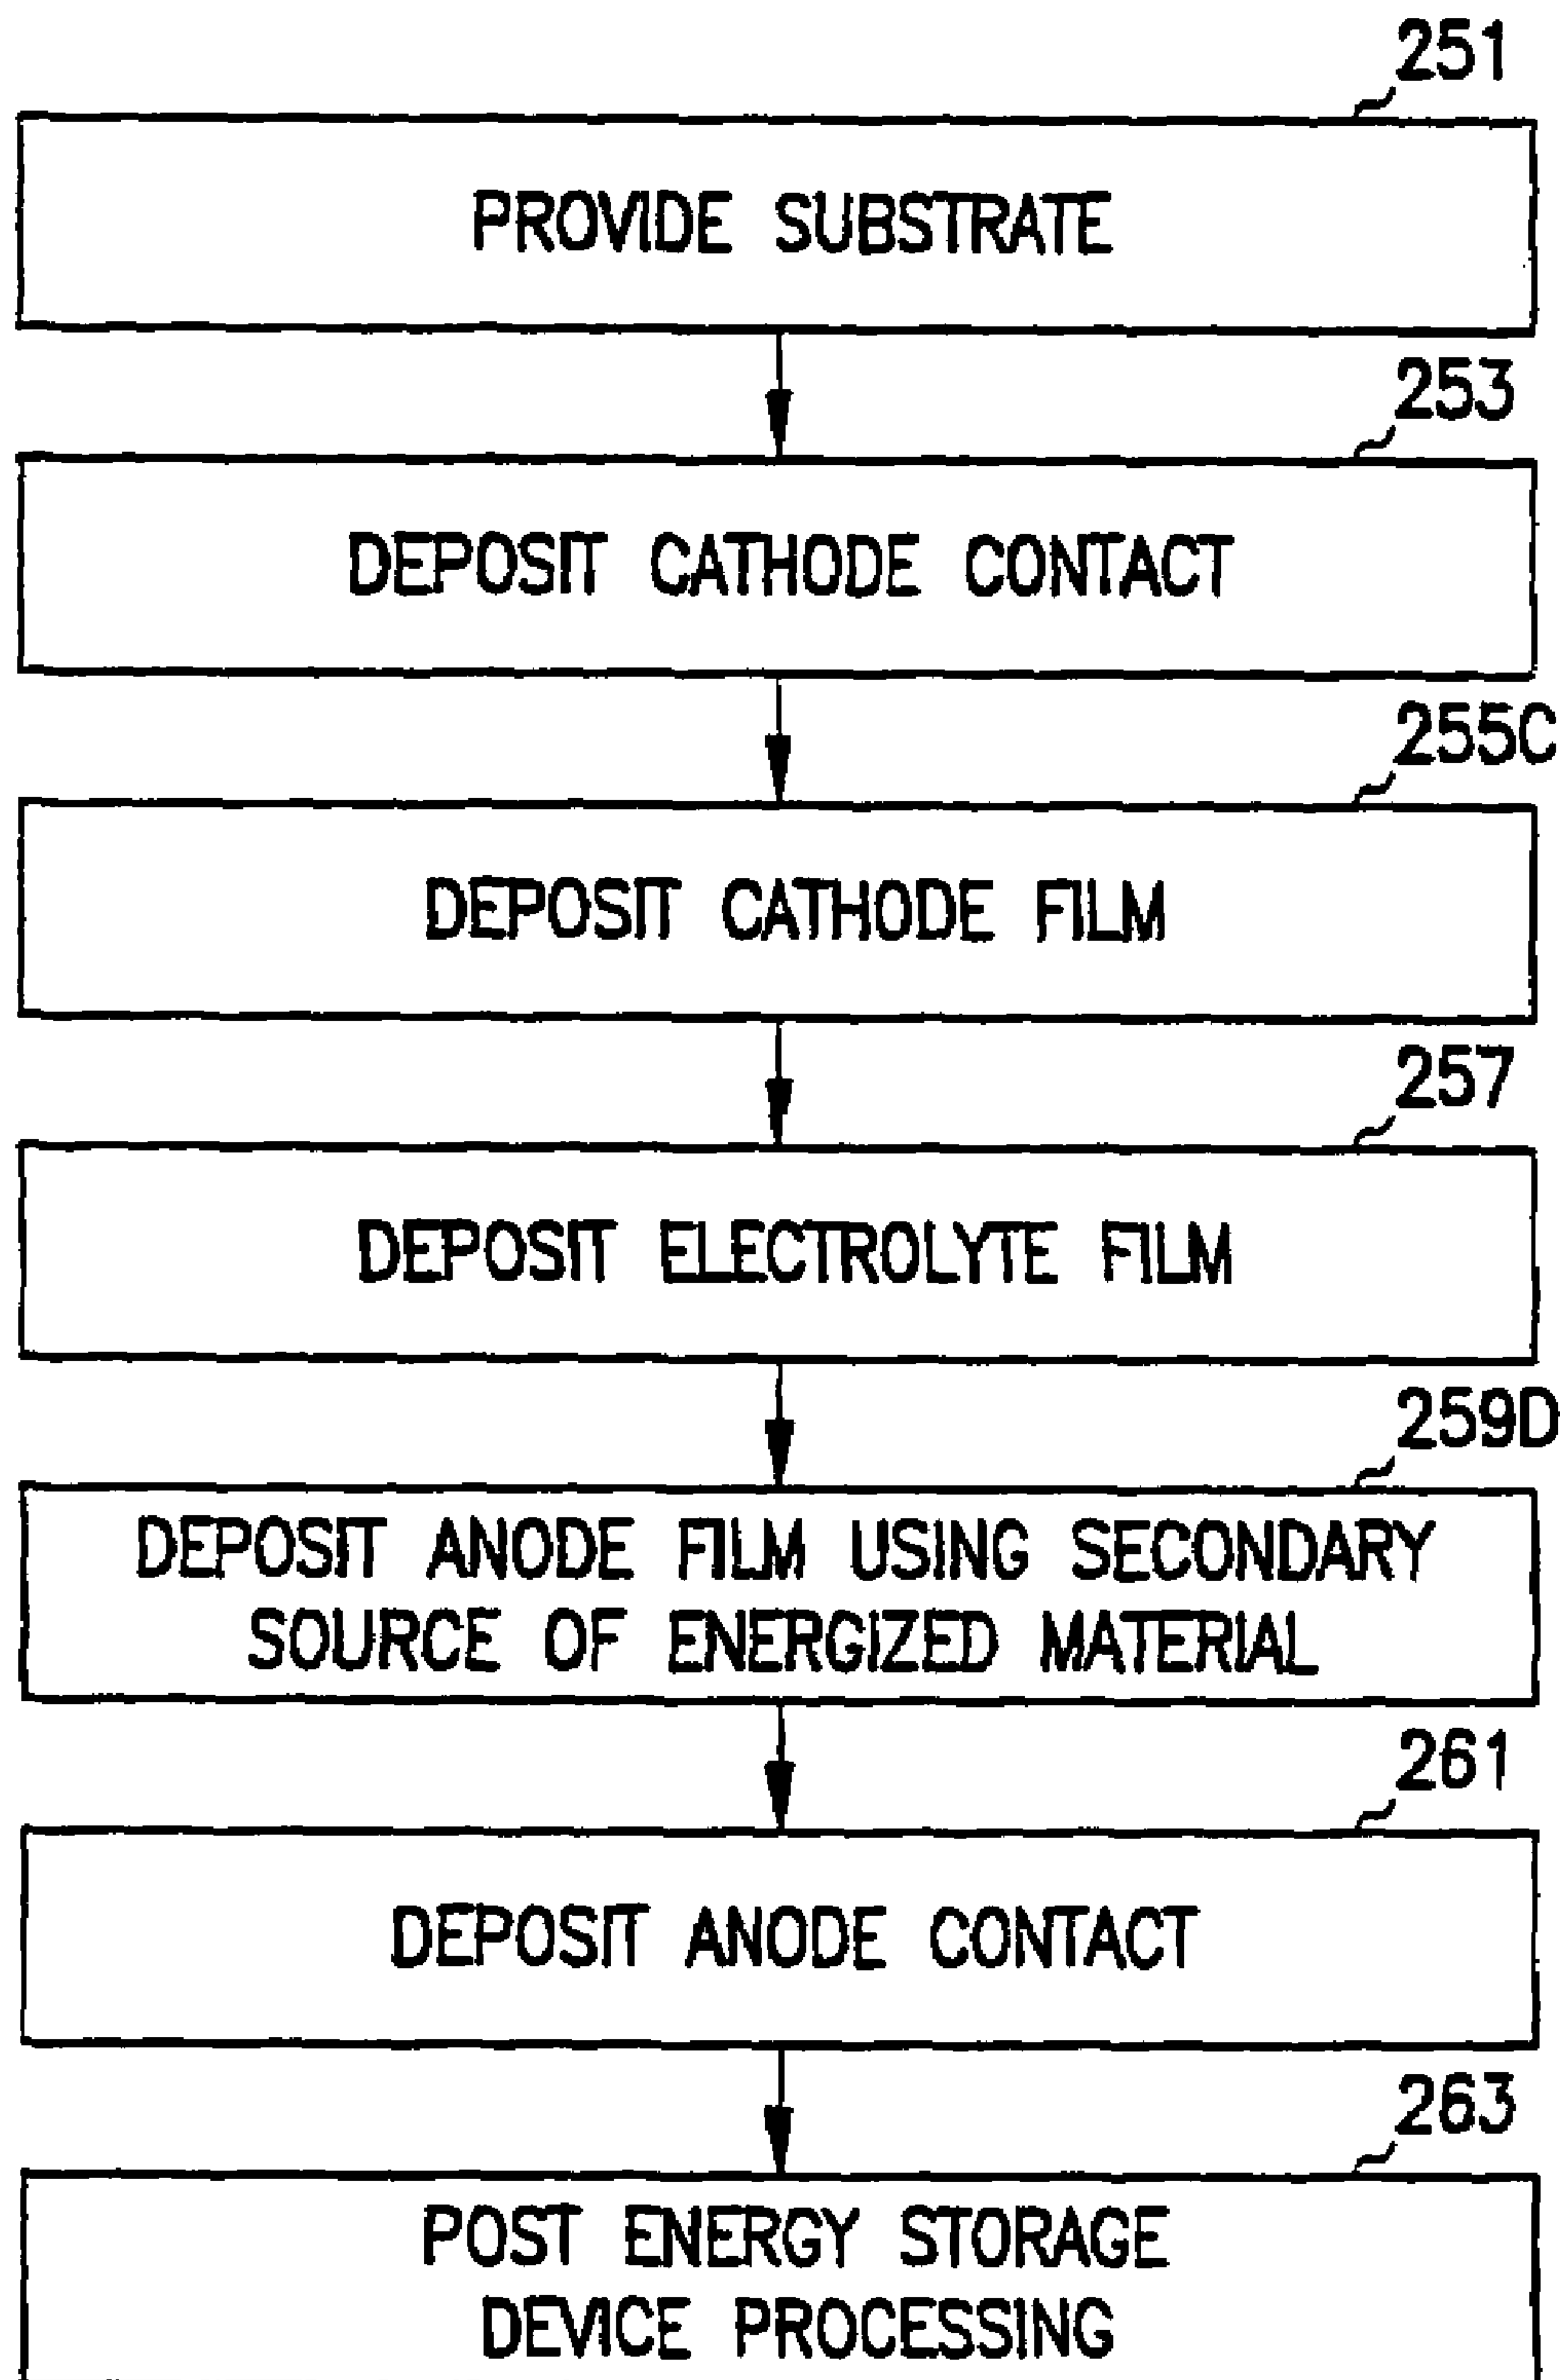 251
PROVIDE SUBSTRATE
253
DEPOSIT CATHODE CONTACT
255C
DEPOSIT CATHODE FILM
257
DEPOSIT ELECTROLYTE FILM
259D
DEPOSIT ANODE FILM USING SECONDARY
SOURCE OF ENERGIZED MATERIAL
261
DEPOSIT ANODE CONTACT
263
POST ENERGY STORAGE
DEVICE PROCESSING